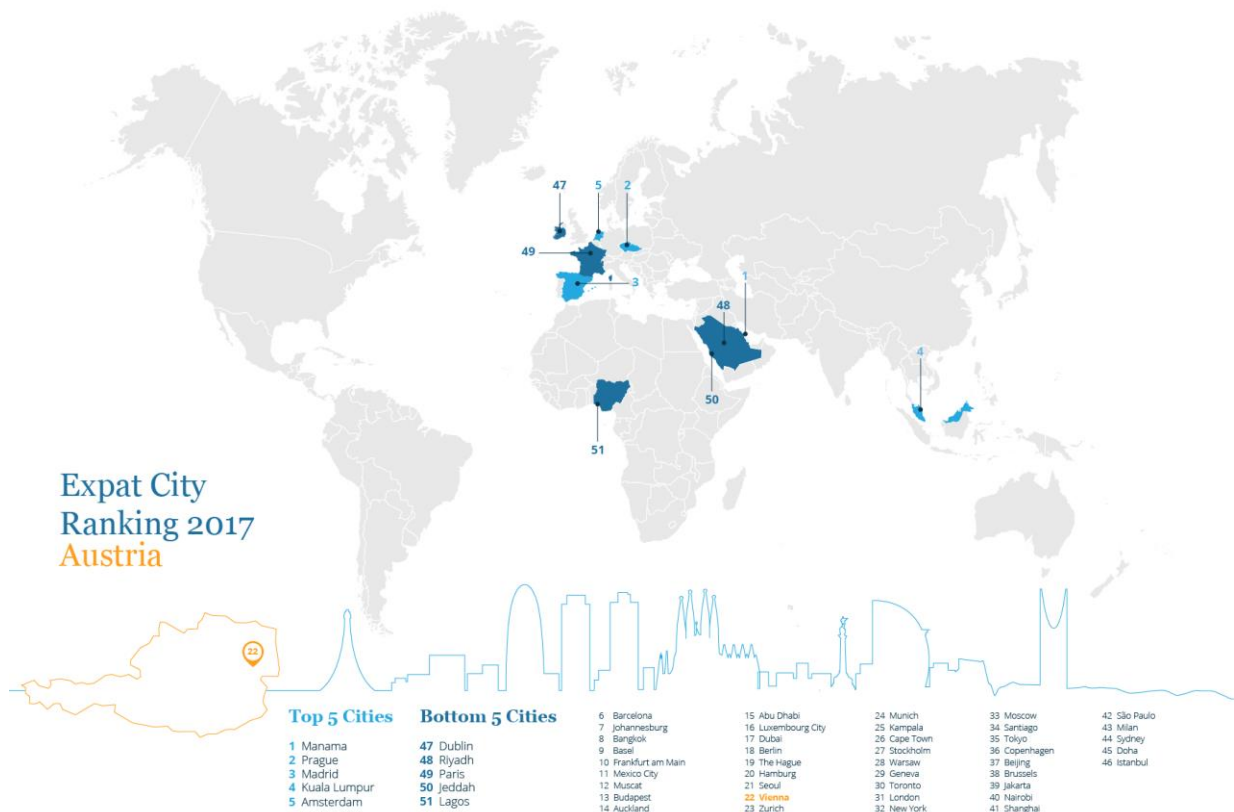 47
5
2
49
3
1
48
4
50
51
Expat City
Ranking 2017
Austria
22
Top 5 Cities
1 Manama
2 Prague
3 Madrid
4 Kuala Lumpur
5 Amsterdam
Bottom 5 Cities
47 Dublin
48 Riyadh
49 Paris
50 Jeddah
51 Lagos
6 Barcelona
7 Johannesburg
8 Bangkok
9 Basel
10 Frankfurt am Main
11 Mexico City
12 Muscat
13 Budapest
14 Auckland
15 Abu Dhabi
16 Luxembourg City
17 Dubai
18 Berlin
19 The Hague
20 Hamburg
21 Seoul
22 Vienna
23 Zurich
24 Munich
25 Kampala
26 Cape Town
27 Stockholm
28 Warsaw
29 Geneva
30 Toronto
31 London
32 New York
33 Moscow
34 Santiago
35 Tokyo
36 Copenhagen
37 Beijing
38 Brussels
39 Jakarta
40 Nairobi
41 Shanghai
42 São Paulo
43 Milan
44 Sydney
45 Doha
46 Istanbul